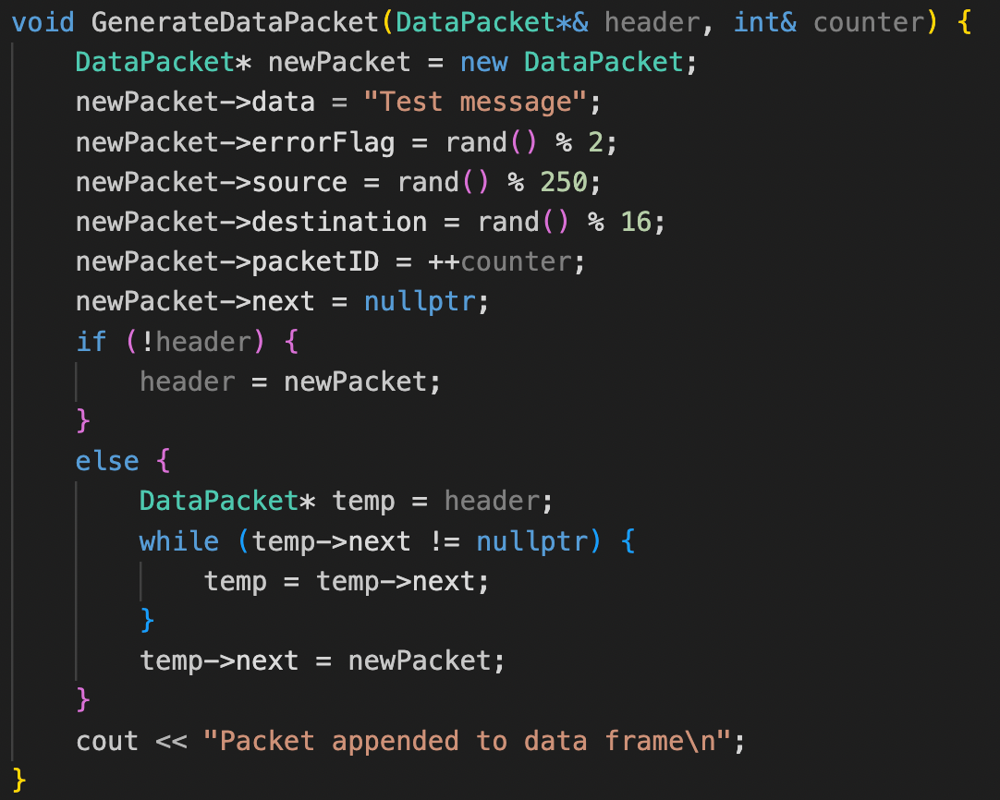 void GenerateDataPacket(DataPacket*& header, int& counter) {
    DataPacket* newPacket = new DataPacket;
    newPacket->data = "Test message";
    newPacket->errorFlag = rand() % 2;
    newPacket->source = rand() % 250;
    newPacket->destination = rand() % 16;
    newPacket->packetID = ++counter;
    newPacket->next = nullptr;
    if (!header) {
        header = newPacket;
    }
    else {
        DataPacket* temp = header;
        while (temp->next != nullptr) {
            temp = temp->next;
        }
        temp->next = newPacket;
    }
    cout << "Packet appended to data frame\n";
}